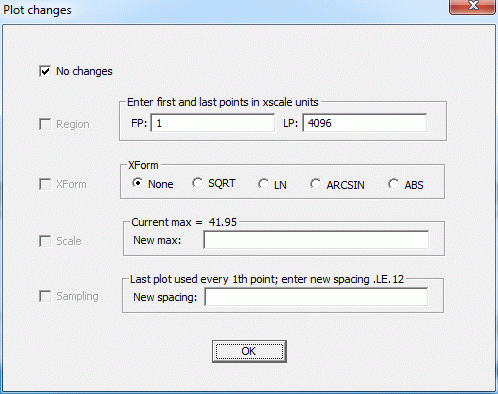 Plot changes
No changes
Enter first and last points in xscale units
Region FP: 1 LP: 4096
XForm
XForm None SQRT LN ARCSIN ABS
Current max = 41.95
Scale New max:
Last plot used every 1th point; enter new spacing .LE.12
Sampling New spacing:
OK